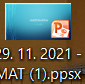 29. 11. 2021 -
MAT (1).ppsx